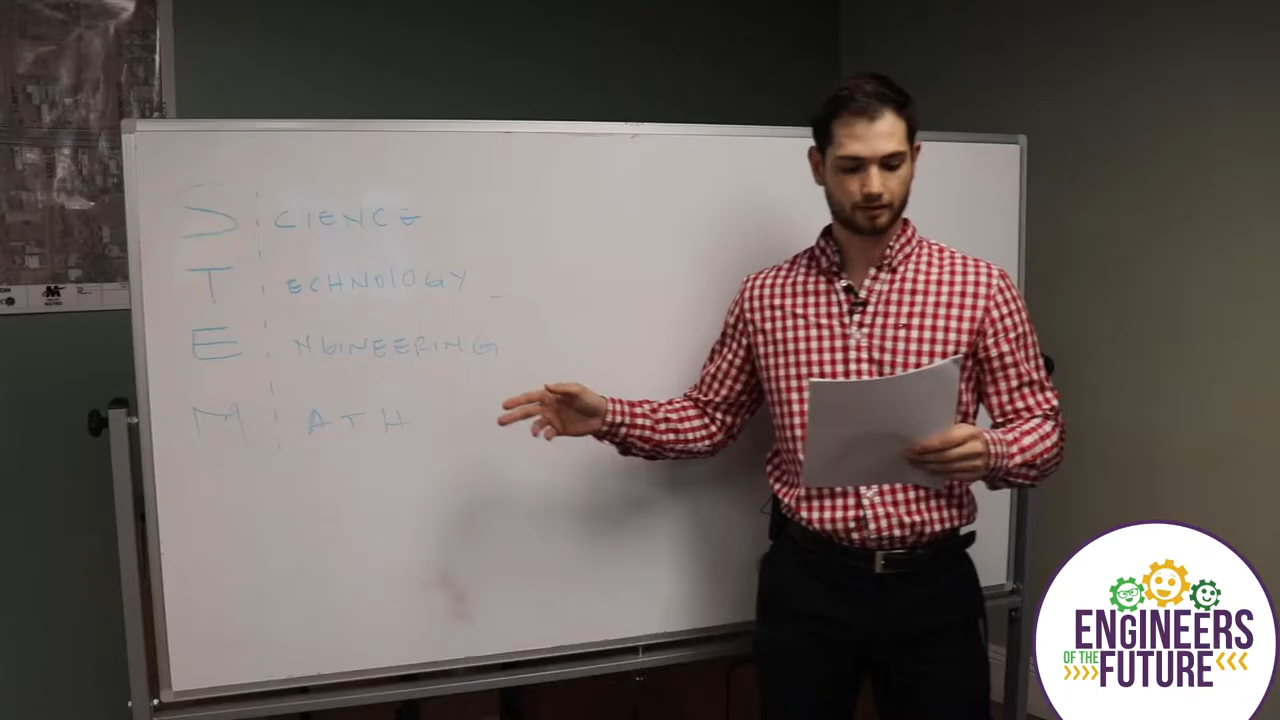 S CIENCE
T ECHNOLOGY
E NGINEERING
M ATH
ENGINEERS
OF THE
FUTURE